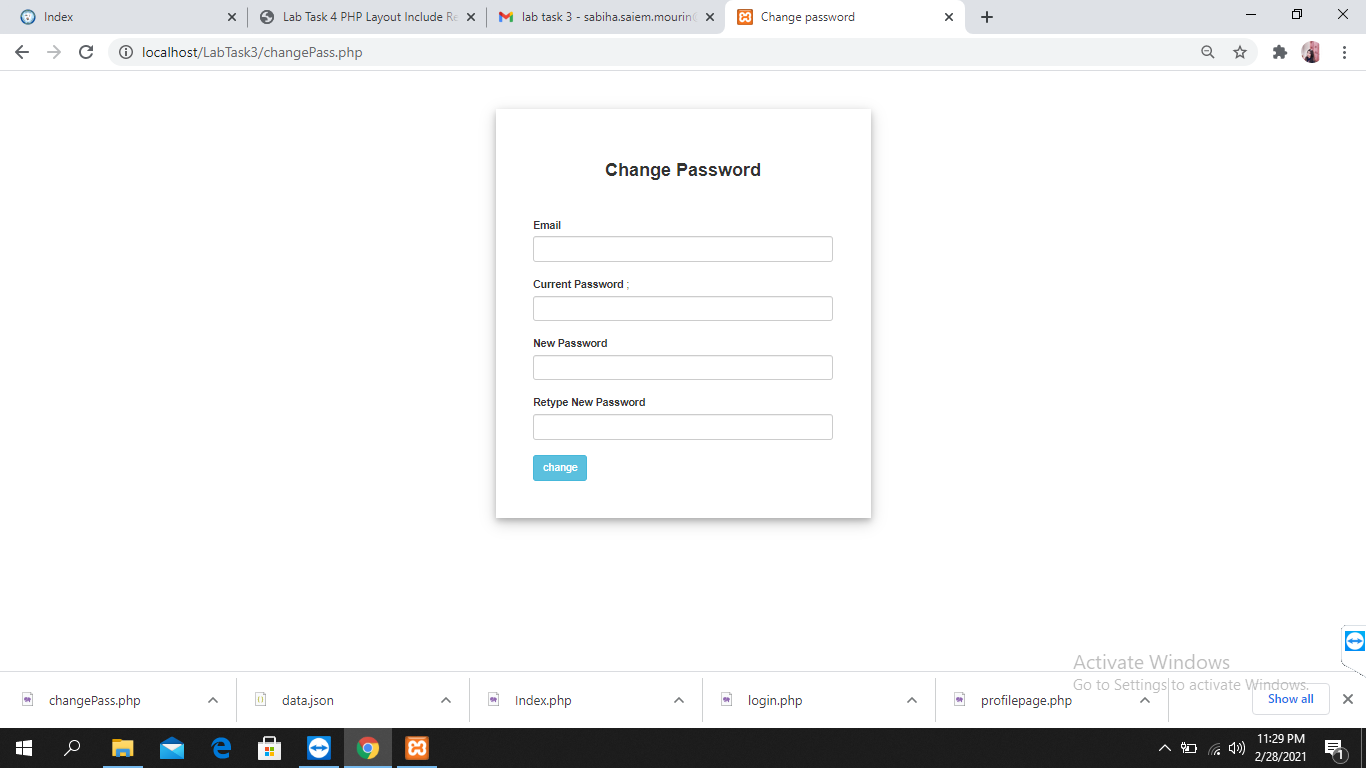 Index
Lab Task 4 PHP Layout Include Re
lab task 3 - sabiha.saiem.mourin@
Change password
localhost/LabTask3/changePass.php
Change Password
Email
Current Password ;
New Password
Retype New Password
change
Activate Windows
Go to Settings to activate Windows.
changePass.php
data.json
Index.php
login.php
profilepage.php
Show all
11:29 PM
2/28/2021
1